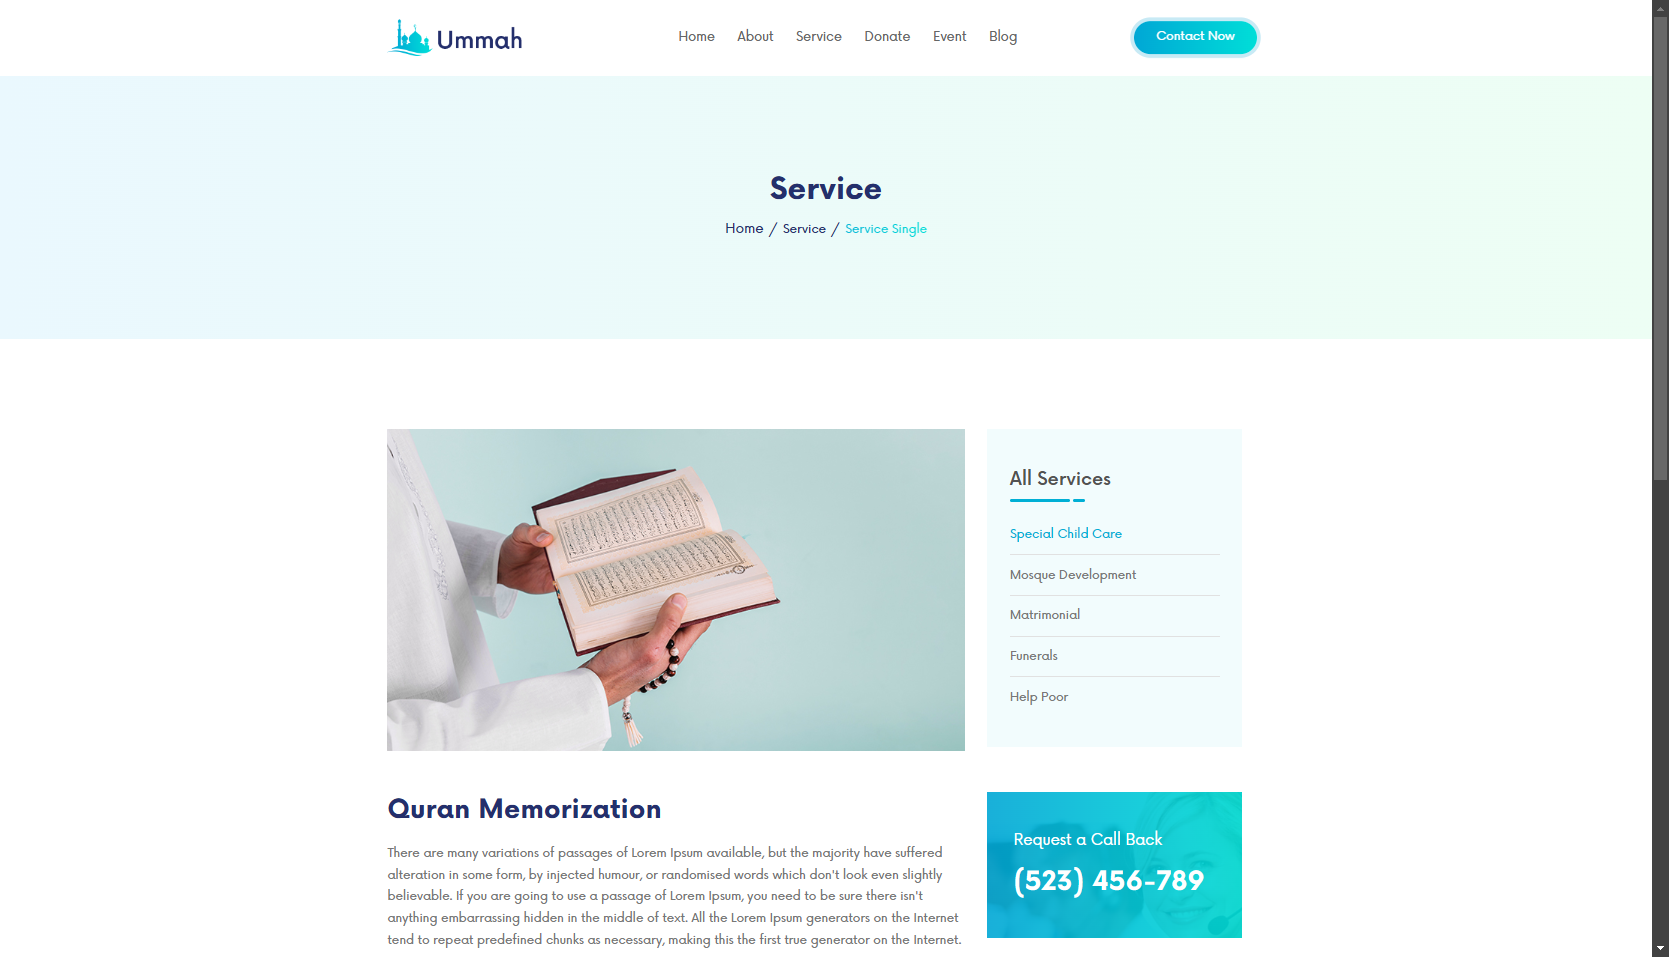 Ummah
Home
About
Service
Donate
Event
Blog
Contact Now
Service
Home / Service / Service Single
All Services
Special Child Care
Mosque Development
Matrimonial
Funerals
Help Poor
Quran Memorization
There are many variations of passages of Lorem Ipsum available, but the majority have suffered
alteration in some form, by injected humour, or randomised words which don't look even slightly
believable. If you are going to use a passage of Lorem Ipsum, you need to be sure there isn't
anything embarrassing hidden in the middle of text. All the Lorem Ipsum generators on the Internet
tend to repeat predefined chunks as necessary, making this the first true generator on the Internet.
Request a Call Back
(523) 456-789